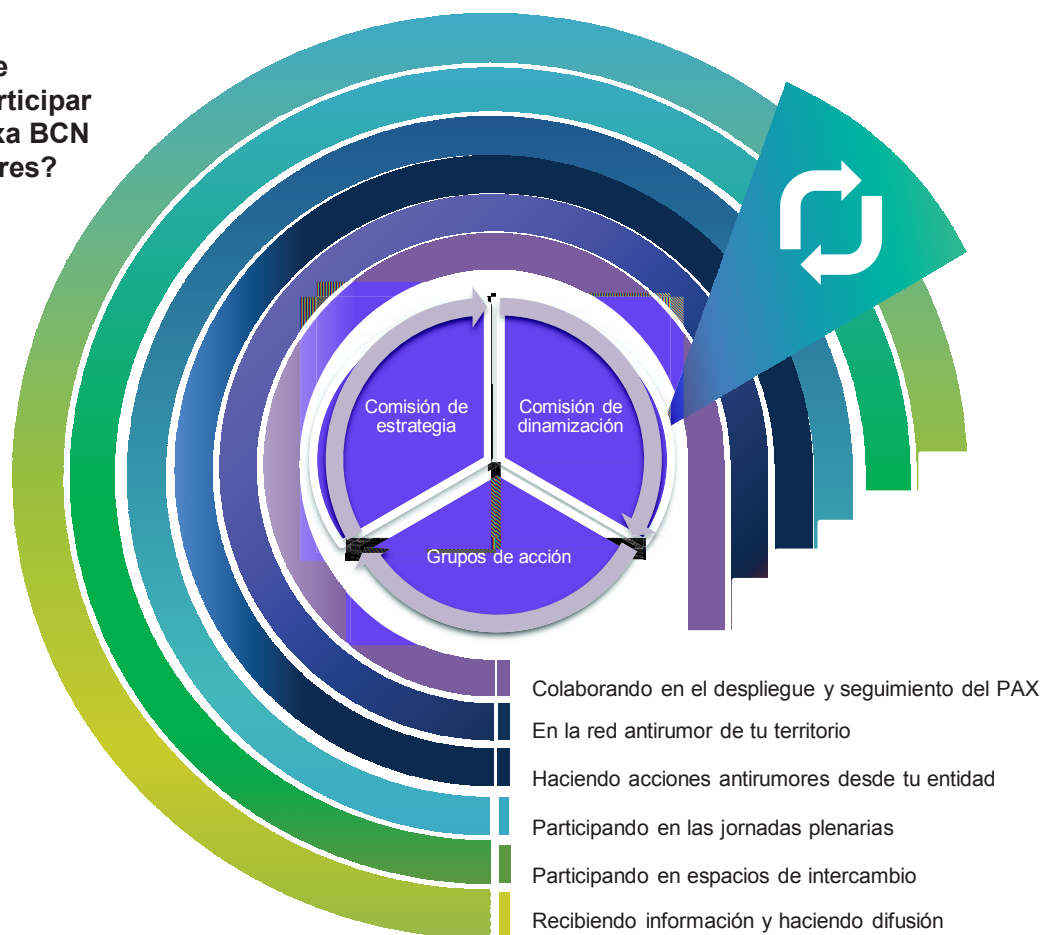 rticipar
xa BCN
res?
Comisión de
estrategia
Comisión de
dinamización
Grupos de acción
Colaborando en el despliegue y seguimiento del PAX
En la red antirumor de tu territorio
Haciendo acciones antirumores desde tu entidad
Participando en las jornadas plenarias
Participando en espacios de intercambio
Recibiendo información y haciendo difusión